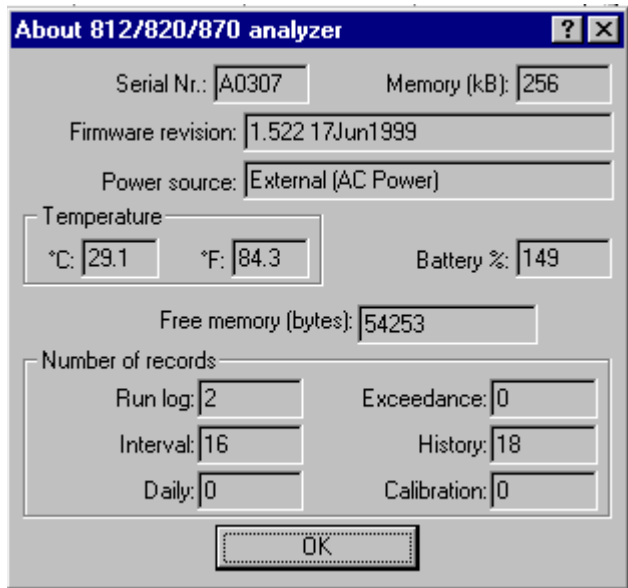 About 812/820/870 analyzer
Serial Nr.: A0307 Memory (kB): 256
Firmware revision: 1.522 17Jun1999
Power source: External (AC Power)
Temperature
°C: 29.1 °F: 84.3 Battery %: 149
Free memory (bytes): 54253
Number of records
Run log: 2 Exceedance: 0
Interval: 16 History: 18
Daily: 0 Calibration: 0
OK